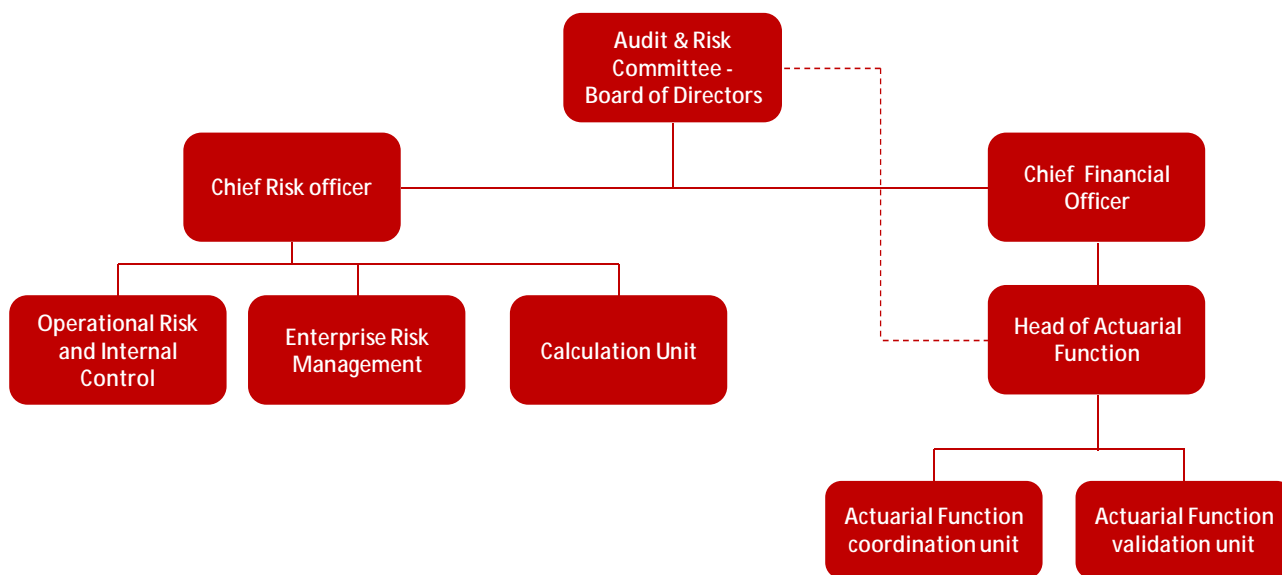 Audit & Risk
Committee -
Board of Directors
Chief Risk officer
Chief Financial
Officer
Operational Risk
and Internal
Control
Enterprise Risk
Management
Calculation Unit
Head of Actuarial
Function
Actuarial Function
coordination unit
Actuarial Function
validation unit